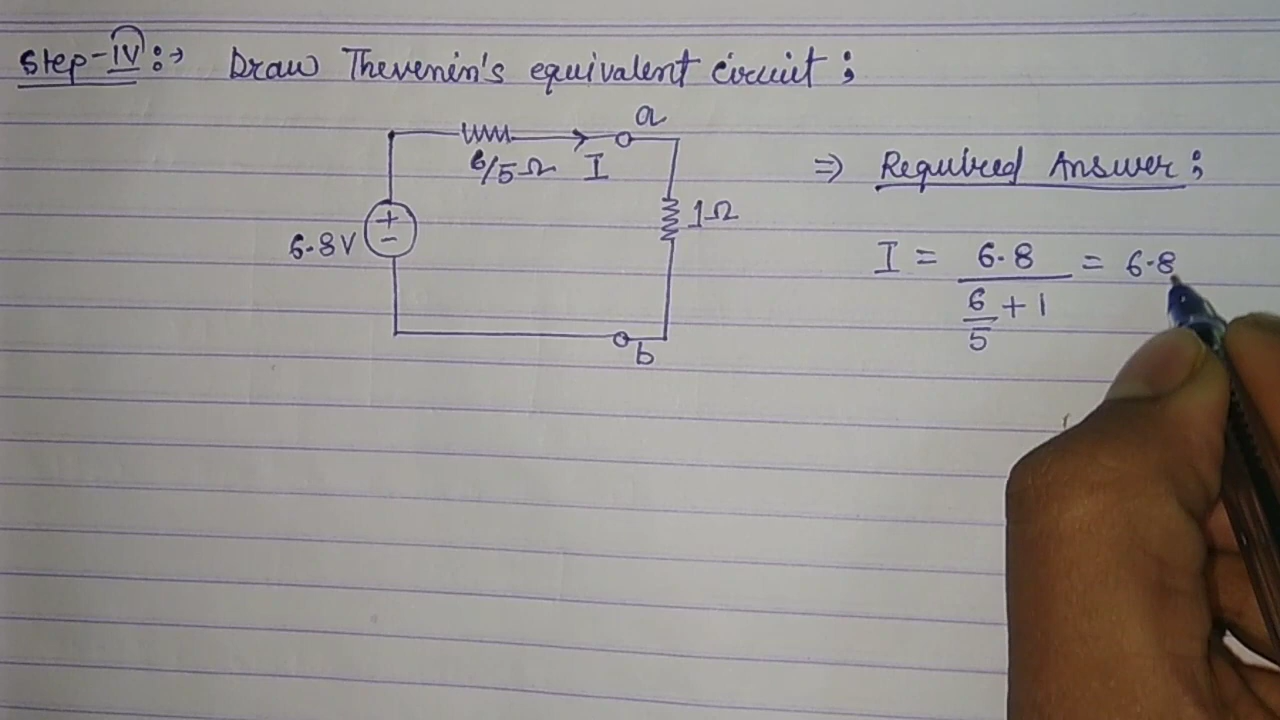 Step-IV :→ Draw Thevenin's equivalent circuit ;
a
6/5 Ω I
1Ω
6.8V
b
⇒ Required Answer ;
I = 6.8 = 6.8
6 + 1
5